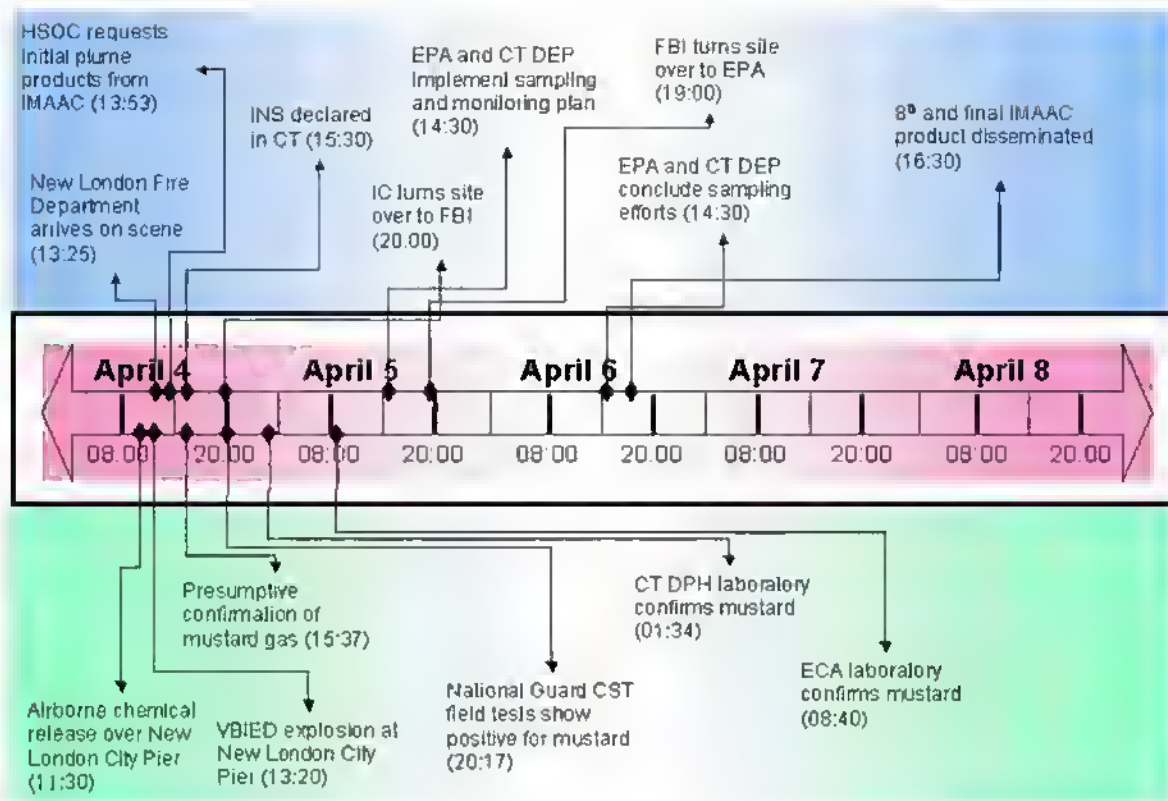 HSOC requests
Initial plume
products from
IMAAC (13:53)
New London Fire
Department
arrives on scene
(13:25)
INS declared
in CT (15:30)
EPA and CT DEP
Implement sampling
and monitoring plan
(14:30)
IC turns site
over to FBI
(20.00)
FBI turns site
over to EPA
(19:00)
EPA and CT DEP
conclude sampling
efforts (14:30)
8th and final IMAAC
product disseminated
(16:30)
April 4 April 5 April 6 April 7 April 8
08:00 20:00 08:00 20:00 08:00 20:00 08:00 20:00 08:00 20:00
Presumptive
confirmation of
mustard gas (15:37)
CT DPH laboratory
confirms mustard
(01:34)
ECA laboratory
confirms mustard
(08:40)
National Guard CST
field tests show
positive for mustard
(20:17)
Airborne chemical
release over New
London City Pier
(11:30)
VBIED explosion at
New London City
Pier (13:20)